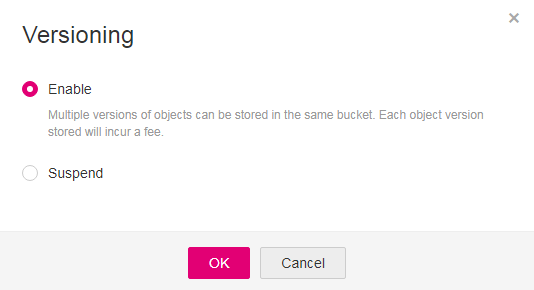 Versioning
Enable
Multiple versions of objects can be stored in the same bucket. Each object version
stored will incur a fee.
Suspend
OK
Cancel